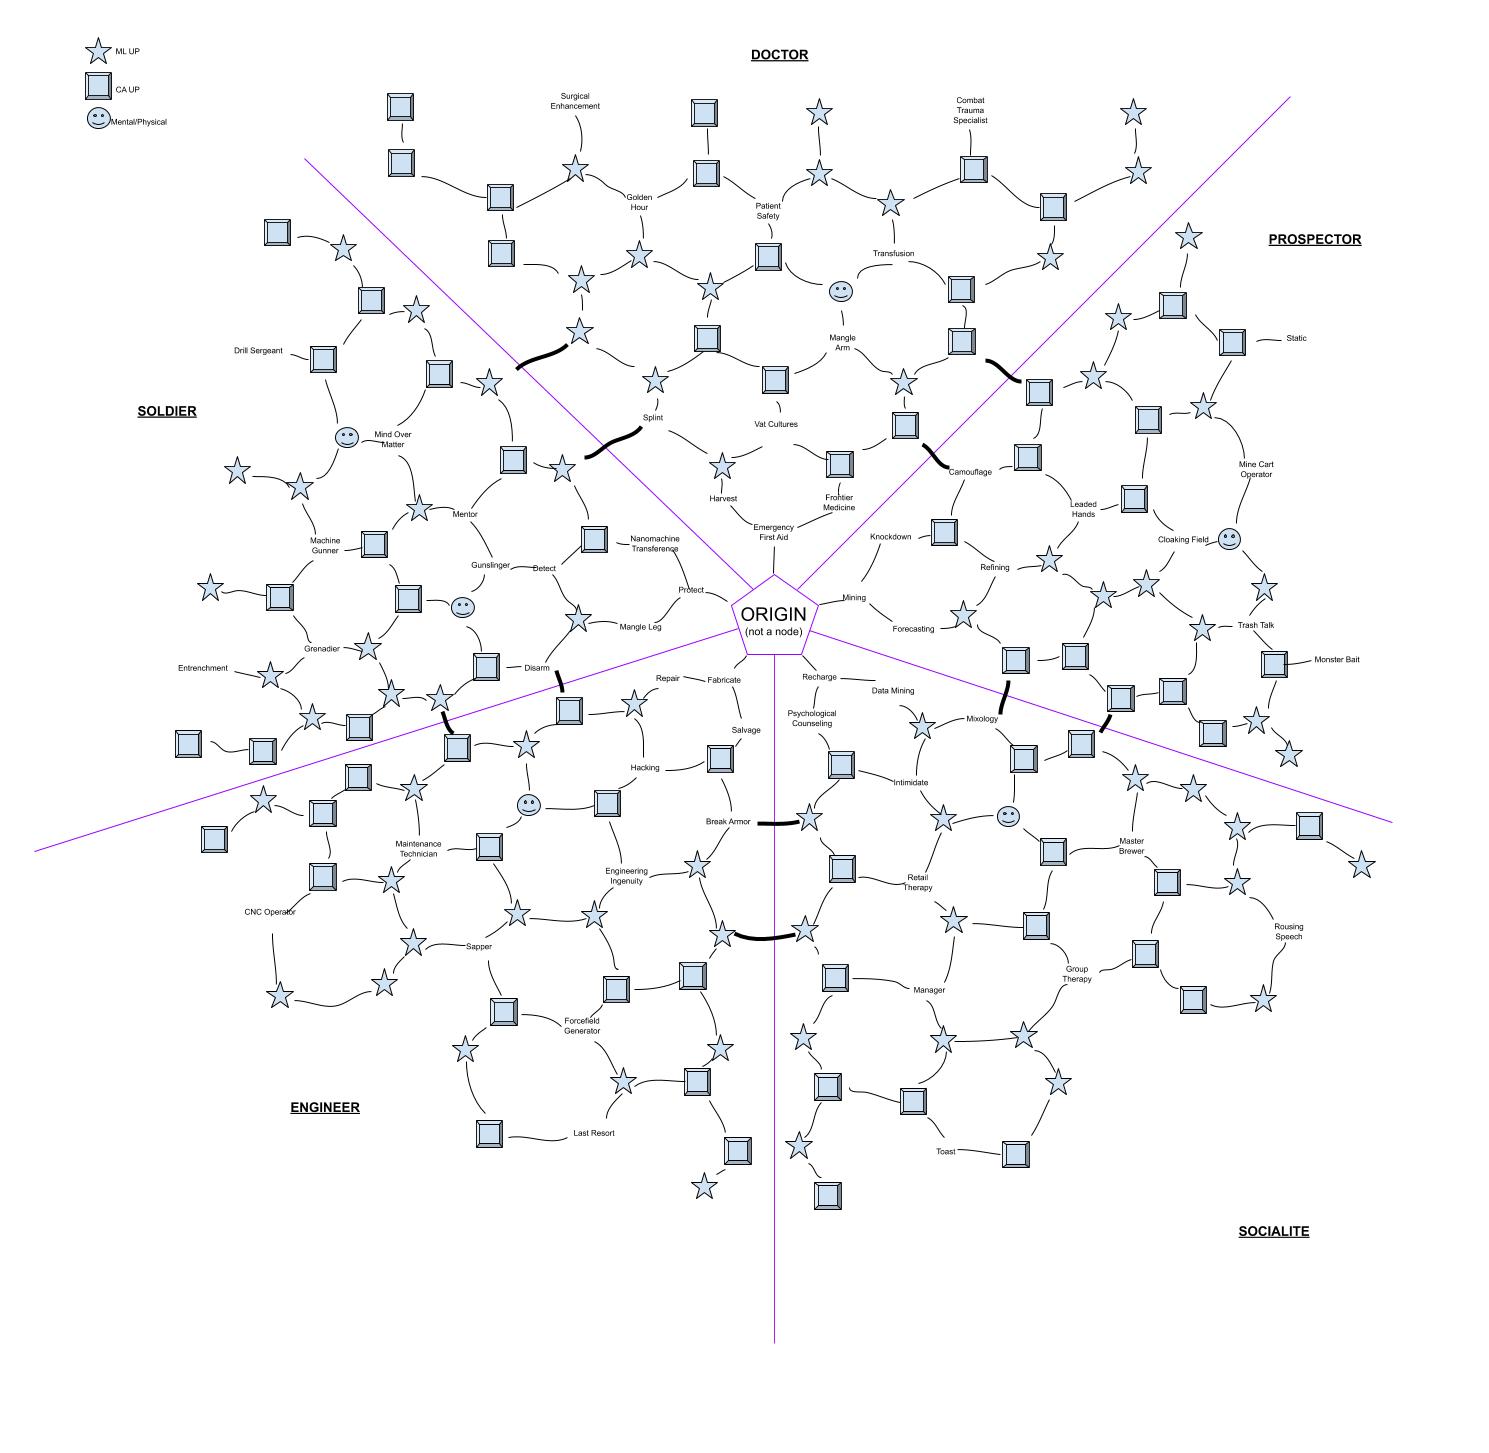 DOCTOR
ML UP
CA UP
Mental/Physical
Surgical
Enhancement
Combat
Trauma
Specialist
Golden
Hour
Patient
Safety
Transfusion
Mangle
Arm
Splint
Vat Cultures
Harvest
Frontier
Medicine
Emergency
First Aid
PROSPECTOR
Static
Mine Cart
Operator
Camouflage
Leaded
Hands
Knockdown
Cloaking Field
Refining
Mining
Forecasting
Trash Talk
Monster Bait
SOLDIER
Drill Sergeant
Mind Over
Matter
Mentor
Machine
Gunner
Gunslinger
Detect
Nanomachine
Transference
Protect
Mangle Leg
Grenadier
Entrenchment
Disarm
ORIGIN
(not a node)
Repair
Fabricate
Salvage
Hacking
Break Armor
Maintenance
Technician
Engineering
Ingenuity
CNC Operator
Sapper
Forcefield
Generator
Last Resort
ENGINEER
Recharge
Data Mining
Psychological
Counseling
Mixology
Intimidate
Master
Brewer
Retail
Therapy
Rousing
Speech
Group
Therapy
Manager
Toast
SOCIALITE